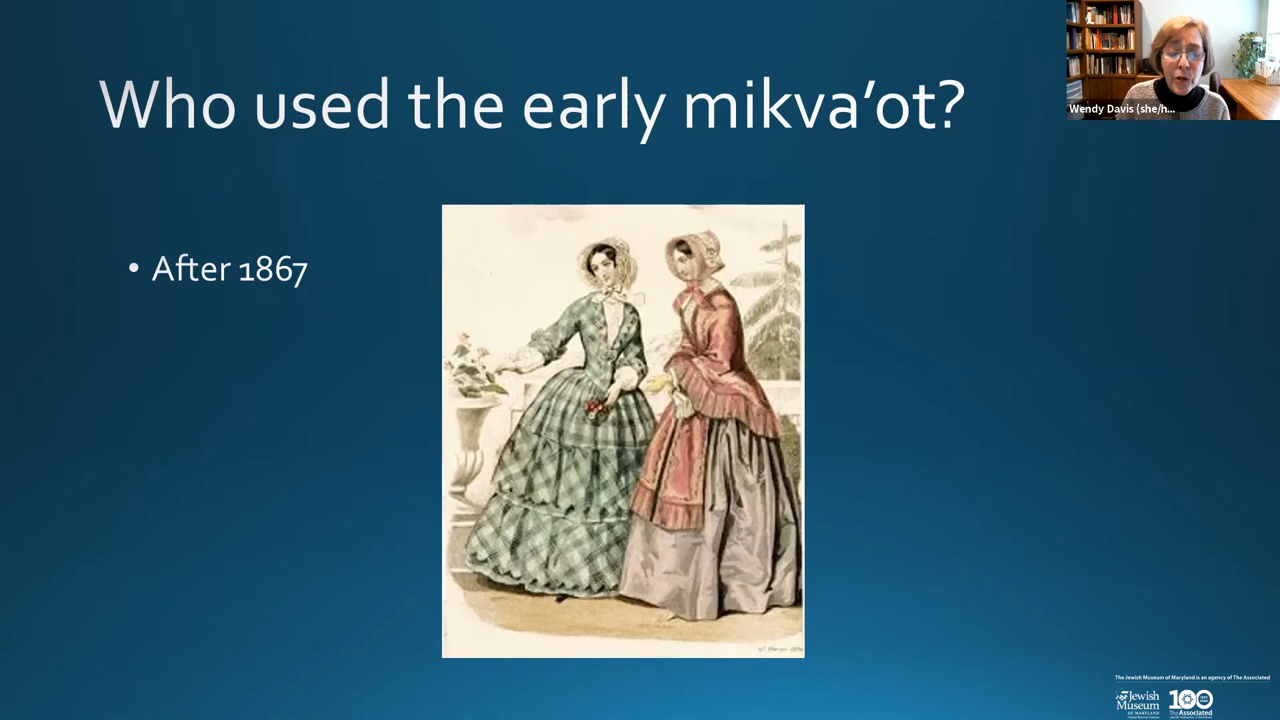 Who used the early mikva’ot?
Wendy Davis (she/h...
• After 1867
The Jewish Museum of Maryland is an agency of The Associated
Jewish
Museum
OF MARYLAND
100
The Associated